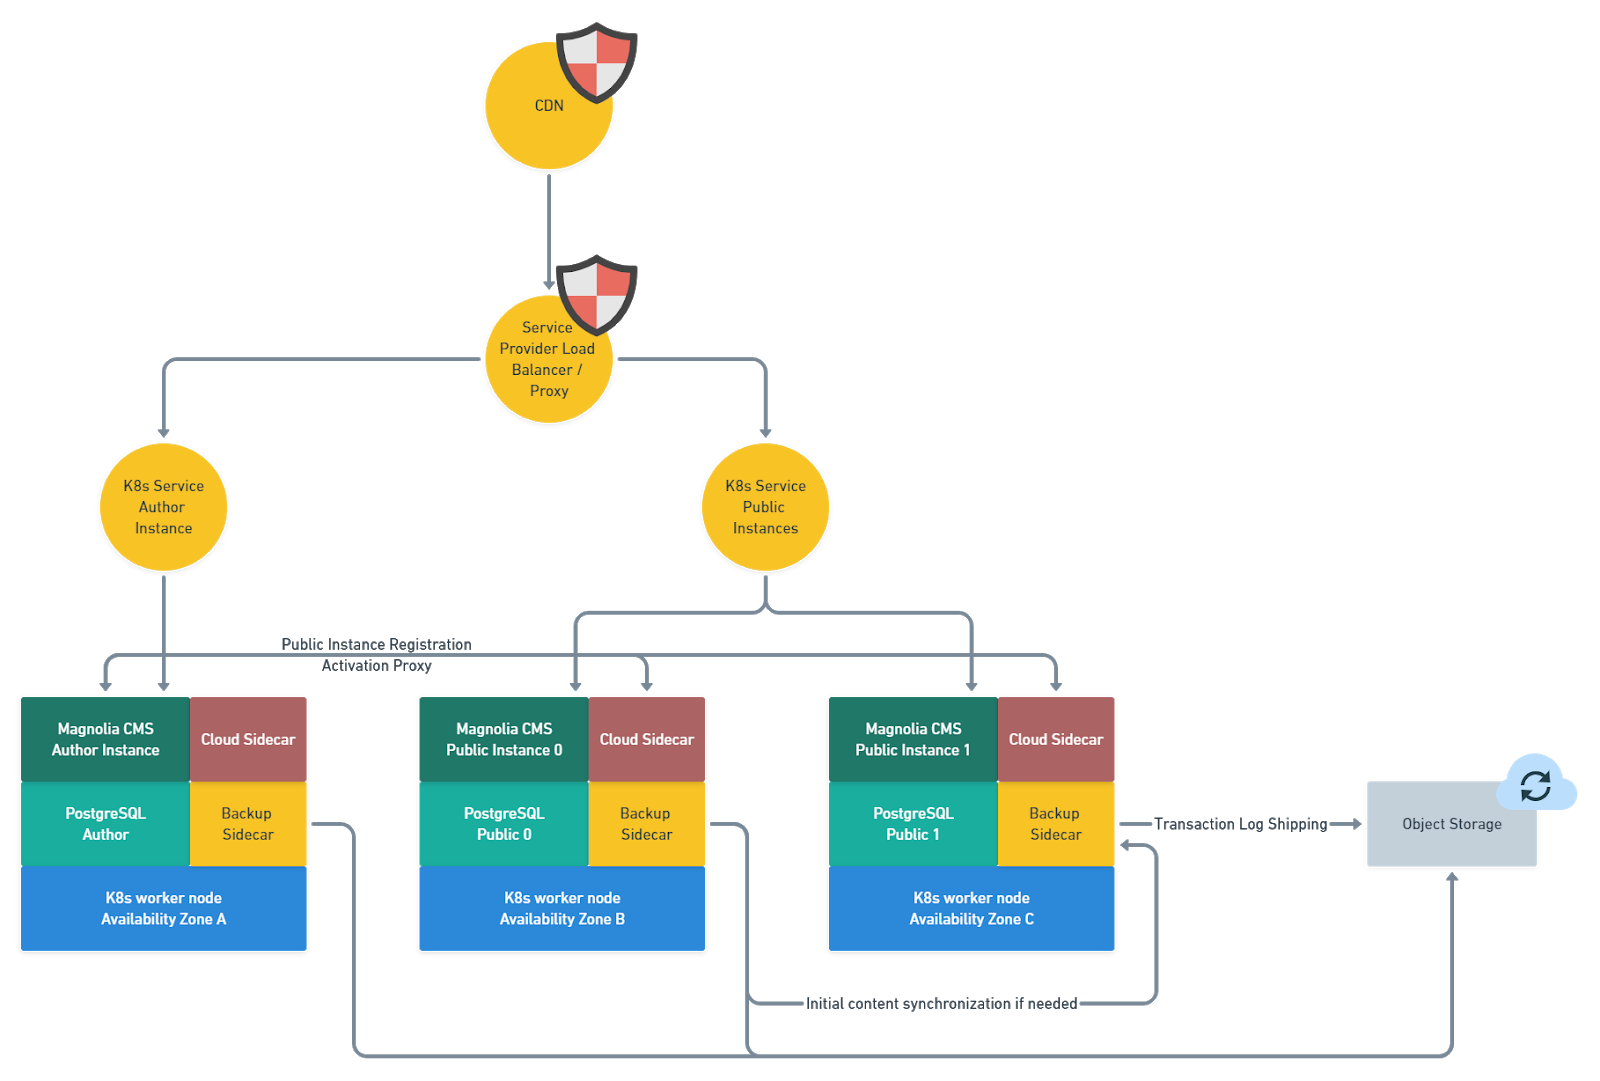 CDN
Service
Provider Load
Balancer /
Proxy
K8s Service
Author
Instance
K8s Service
Public
Instances
Public Instance Registration
Activation Proxy
Magnolia CMS
Author Instance
Cloud Sidecar
PostgreSQL
Author
Backup
Sidecar
K8s worker node
Availability Zone A
Magnolia CMS
Public Instance 0
Cloud Sidecar
PostgreSQL
Public 0
Backup
Sidecar
K8s worker node
Availability Zone B
Magnolia CMS
Public Instance 1
Cloud Sidecar
PostgreSQL
Public 1
Backup
Sidecar
K8s worker node
Availability Zone C
Transaction Log Shipping
Object Storage
Initial content synchronization if needed